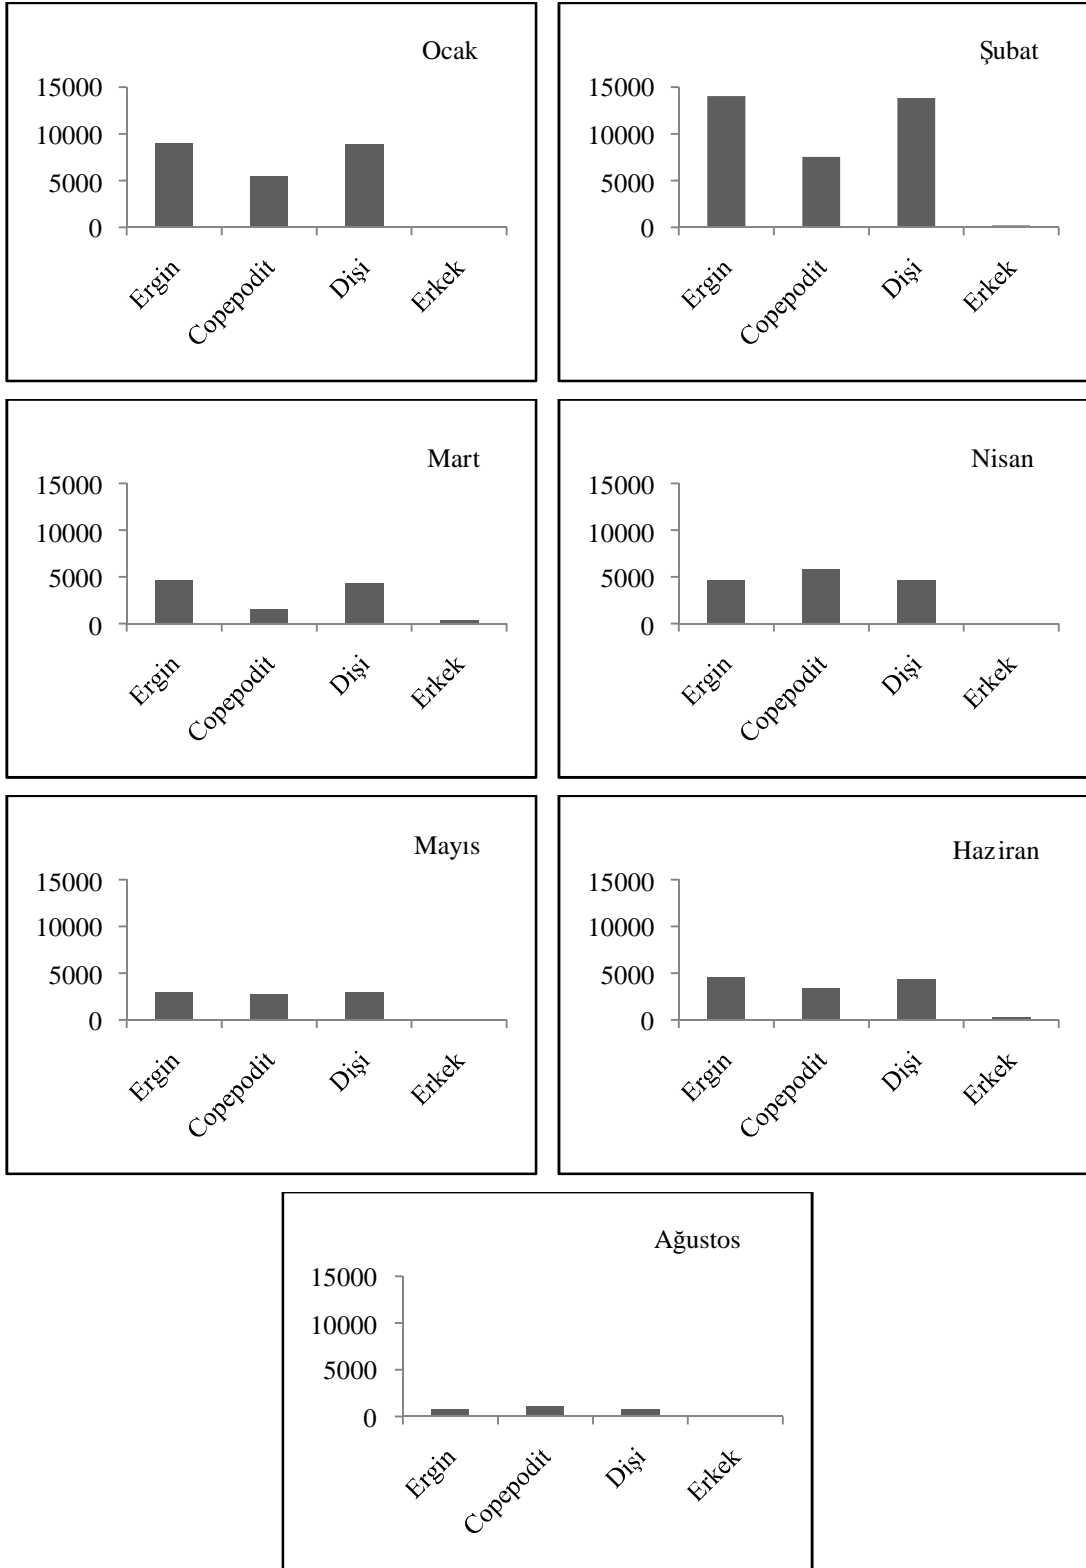 Ocak
15000
10000
5000
0
Ergin
Copepodit
Dişi
Erkek
Şubat
15000
10000
5000
0
Ergin
Copepodit
Dişi
Erkek
Mart
15000
10000
5000
0
Ergin
Copepodit
Dişi
Erkek
Nisan
15000
10000
5000
0
Ergin
Copepodit
Dişi
Erkek
Mayıs
15000
10000
5000
0
Ergin
Copepodit
Dişi
Erkek
Haziran
15000
10000
5000
0
Ergin
Copepodit
Dişi
Erkek
Ağustos
15000
10000
5000
0
Ergin
Copepodit
Dişi
Erkek